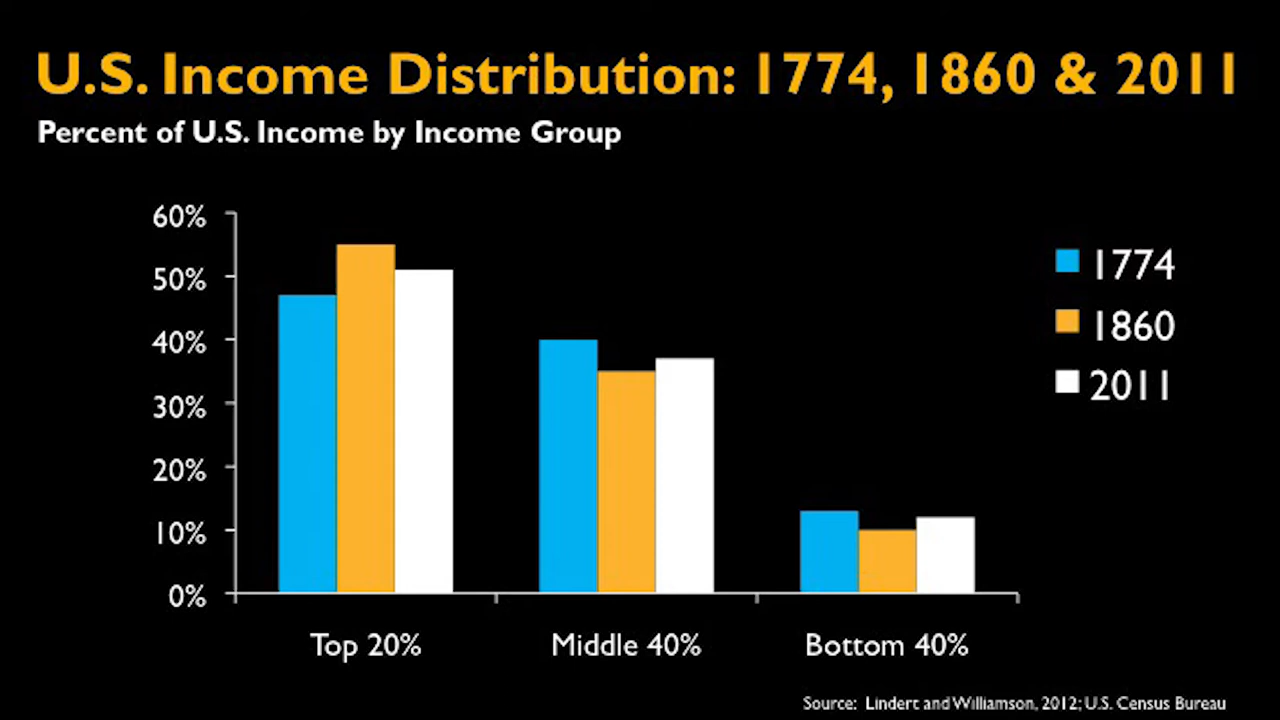 U.S. Income Distribution: 1774, 1860 & 2011
Percent of U.S. Income by Income Group
60%
50%
40%
30%
20%
10%
0%
1774
1860
2011
Top 20%
Middle 40%
Bottom 40%
Source: Lindert and Williamson, 2012; U.S. Census Bureau